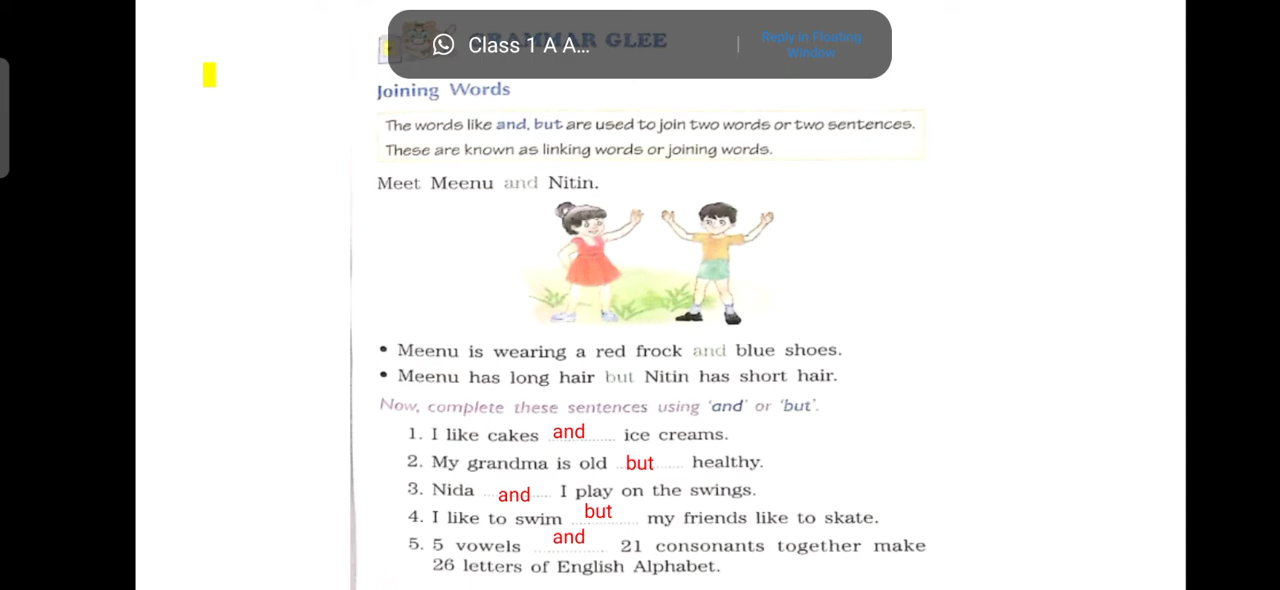 Class 1 A A...
Reply in Floating Window
GLEE
Joining Words
The words like and, but are used to join two words or two sentences.
These are known as linking words or joining words.
Meet Meenu and Nitin.
• Meenu is wearing a red frock and blue shoes.
• Meenu has long hair but Nitin has short hair.
Now, complete these sentences using 'and' or 'but'.
1. I like cakes and ice creams.
2. My grandma is old but healthy.
3. Nida and I play on the swings.
4. I like to swim but my friends like to skate.
5. 5 vowels and 21 consonants together make
26 letters of English Alphabet.